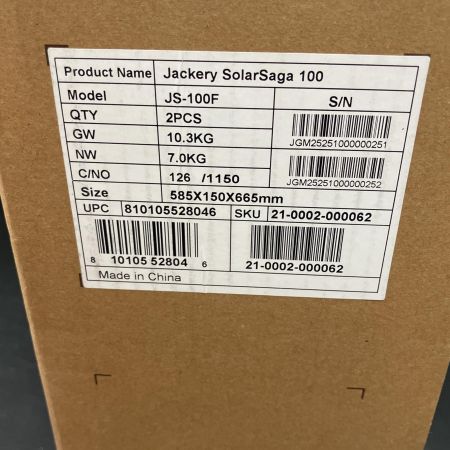 Product Name Jackery SolarSaga 100
Model JS-100F S/N
QTY 2PCS
GW 10.3KG
JGM25251000000251
NW 7.0KG
C/NO 126 /1150
JGM25251000000252
Size 585X150X665mm
UPC 810105528046 SKU 21-0002-000062
8 10105 52804 6 21-0002-000062
Made in China